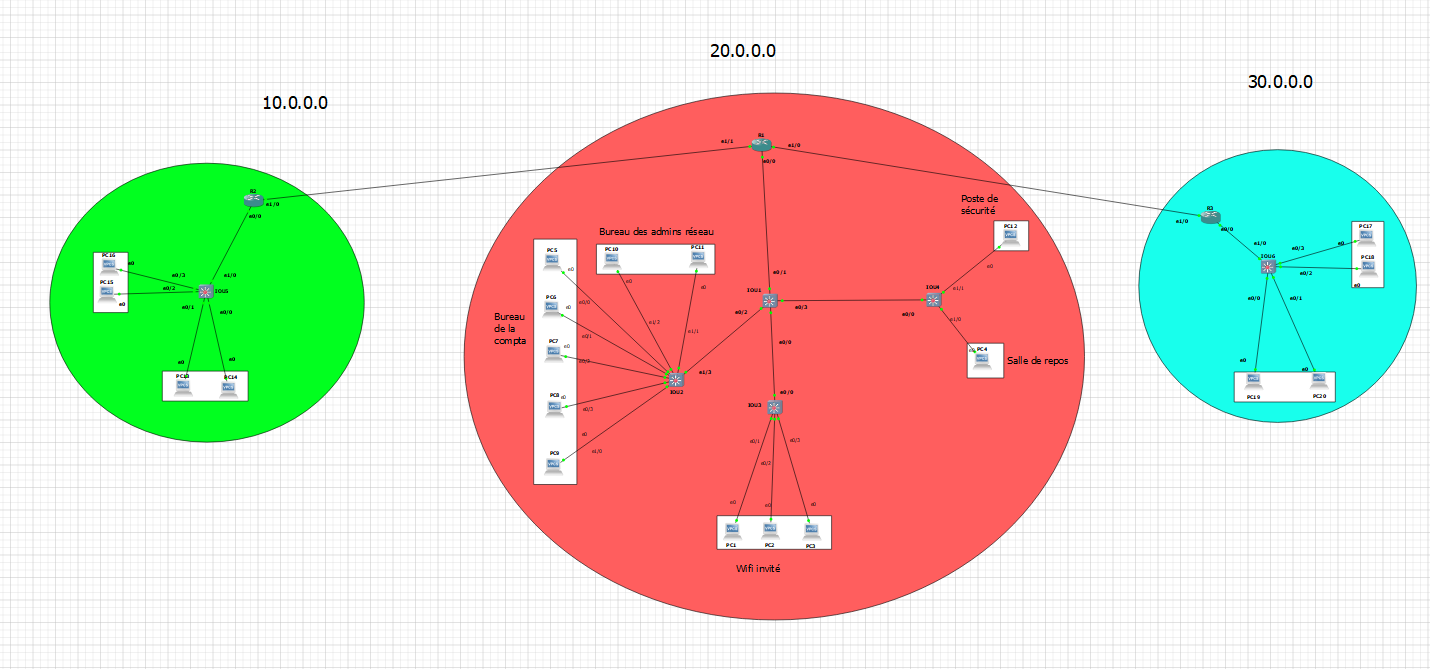 20.0.0.0
30.0.0.0
10.0.0.0
R1
e1/1
e1/0
e0/0
R2
e1/0
e0/0
PC16
e0
e0/3
e1/0
PC15
e0/2
IOU5
e0
e0/1
e0/0
e0
e0
PC13
PC14
Bureau des admins réseau
PC5
PC10
PC11
e0
e0
e0
e0/0
PC6
e0
e1/2
e1/1
e0/1
Bureau
de la
compta
PC7
e0
e0/2
IOU2
e1/3
PC8
e0
e0/3
e0
PC9
e1/0
e0/1
IOU1
e0/2
e0/3
e0/0
Poste de
sécurité
PC12
e0
IOU4
e1/1
e0/0
e1/0
PC4
e0
Salle de repos
e0/0
IOU3
e0/1
e0/3
e0/2
e0
e0
e0
PC1
PC2
PC3
Wifi invité
R3
e1/0
e0/0
PC17
e1/0
e0/3
e0
IOU6
PC18
e0/2
e0
e0/0
e0/1
e0
e0
PC19
PC20